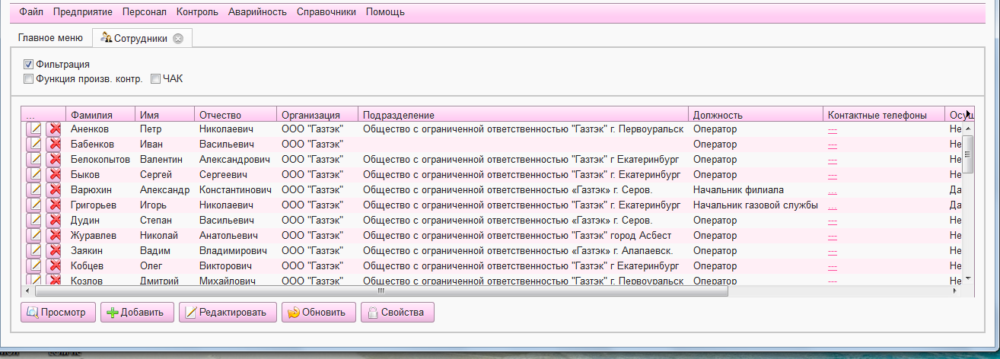 Файл Предприятие Персонал Контроль Аварийность Справочники Помощь
Главное меню Сотрудники
Фильтрация
Функция произв. контр. ЧАК
... Фамилия Имя Отчество Организация Подразделение Должность Контактные телефоны Осущ
Аненков Петр Николаевич ООО "Газтэк" Общество с ограниченной ответственностью "Газтэк" г. Первоуральск Оператор --- Не
Бабенков Иван Васильевич ООО "Газтэк" Оператор --- Не
Белокопытов Валентин Александрович ООО "Газтэк" Общество с ограниченной ответственностью "Газтэк" г Екатеринбург Оператор --- Не
Быков Сергей Сергеевич ООО "Газтэк" Общество с ограниченной ответственностью "Газтэк" г. Екатеринбург Оператор --- Не
Варюхин Александр Константинович ООО "Газтэк" Общество с ограниченной ответственностью «Газтэк» г. Серов. Начальник филиала ... Да
Григорьев Игорь Николаевич ООО "Газтэк" Общество с ограниченной ответственностью "Газтэк" г. Екатеринбург Начальник газовой службы ... Да
Дудин Степан Васильевич ООО "Газтэк" Общество с ограниченной ответственностью «Газтэк» г. Серов. Оператор --- Не
Журавлев Николай Анатольевич ООО "Газтэк" Общество с ограниченной ответственностью "Газтэк" город Асбест Оператор --- Не
Заякин Вадим Владимирович ООО "Газтэк" Общество с ограниченной ответственностью «Газтэк» г. Алапаевск. Оператор --- Не
Кобцев Олег Викторович ООО "Газтэк" Общество с ограниченной ответственностью "Газтэк" г Екатеринбург Оператор --- Не
Козлов Дмитрий Михайлович ООО "Газтэк" Общество с ограниченной ответственностью "Газтэк" г. Первоуральск Оператор --- Не
Просмотр Добавить Редактировать Обновить Свойства